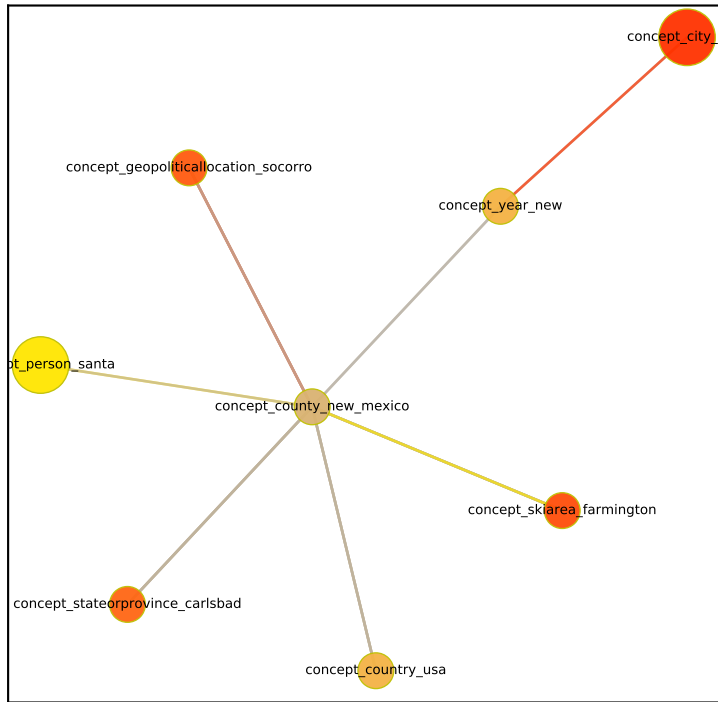 concept_city_
concept_geopoliticallocation_socorro
concept_year_new
pt_person_santa
concept_county_new_mexico
concept_skiarea_farmington
concept_stateorprovince_carlsbad
concept_country_usa